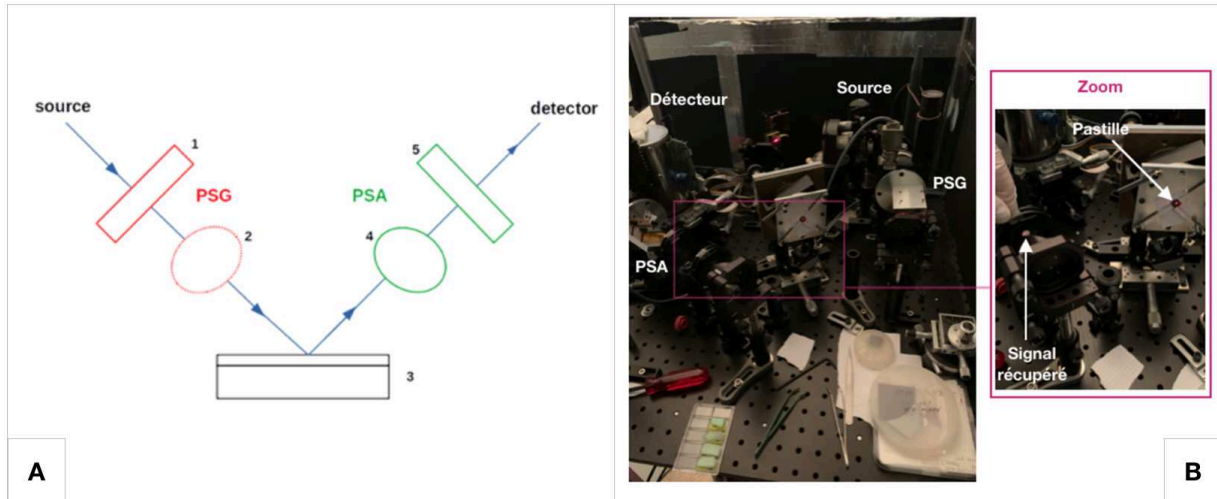 source
detector
1
5
PSG
PSA
2
4
3
A
Détecteur
Source
PSG
PSA
Zoom
Pastille
Signal
récupéré
B